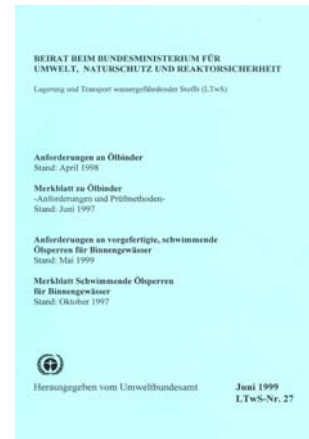 BEIRAT BEIM BUNDESMINISTERIUM FÜR
UMWELT, NATURSCHUTZ UND REAKTORSICHERHEIT
Lagerung und Transport wassergefährdender Stoffe (LTwS)
Anforderungen an Ölbinder
Stand: April 1998
Merkblatt zu Ölbinder
-Anforderungen und Prüfmethoden-
Stand: Juni 1997
Anforderungen an vorgefertigte, schwimmende
Ölsperren für Binnengewässer
Stand: Mai 1999
Merkblatt Schwimmende Ölsperren
für Binnengewässer
Stand: Oktober 1997
Herausgegeben vom Umweltbundesamt
Juni 1999
LTwS-Nr. 27